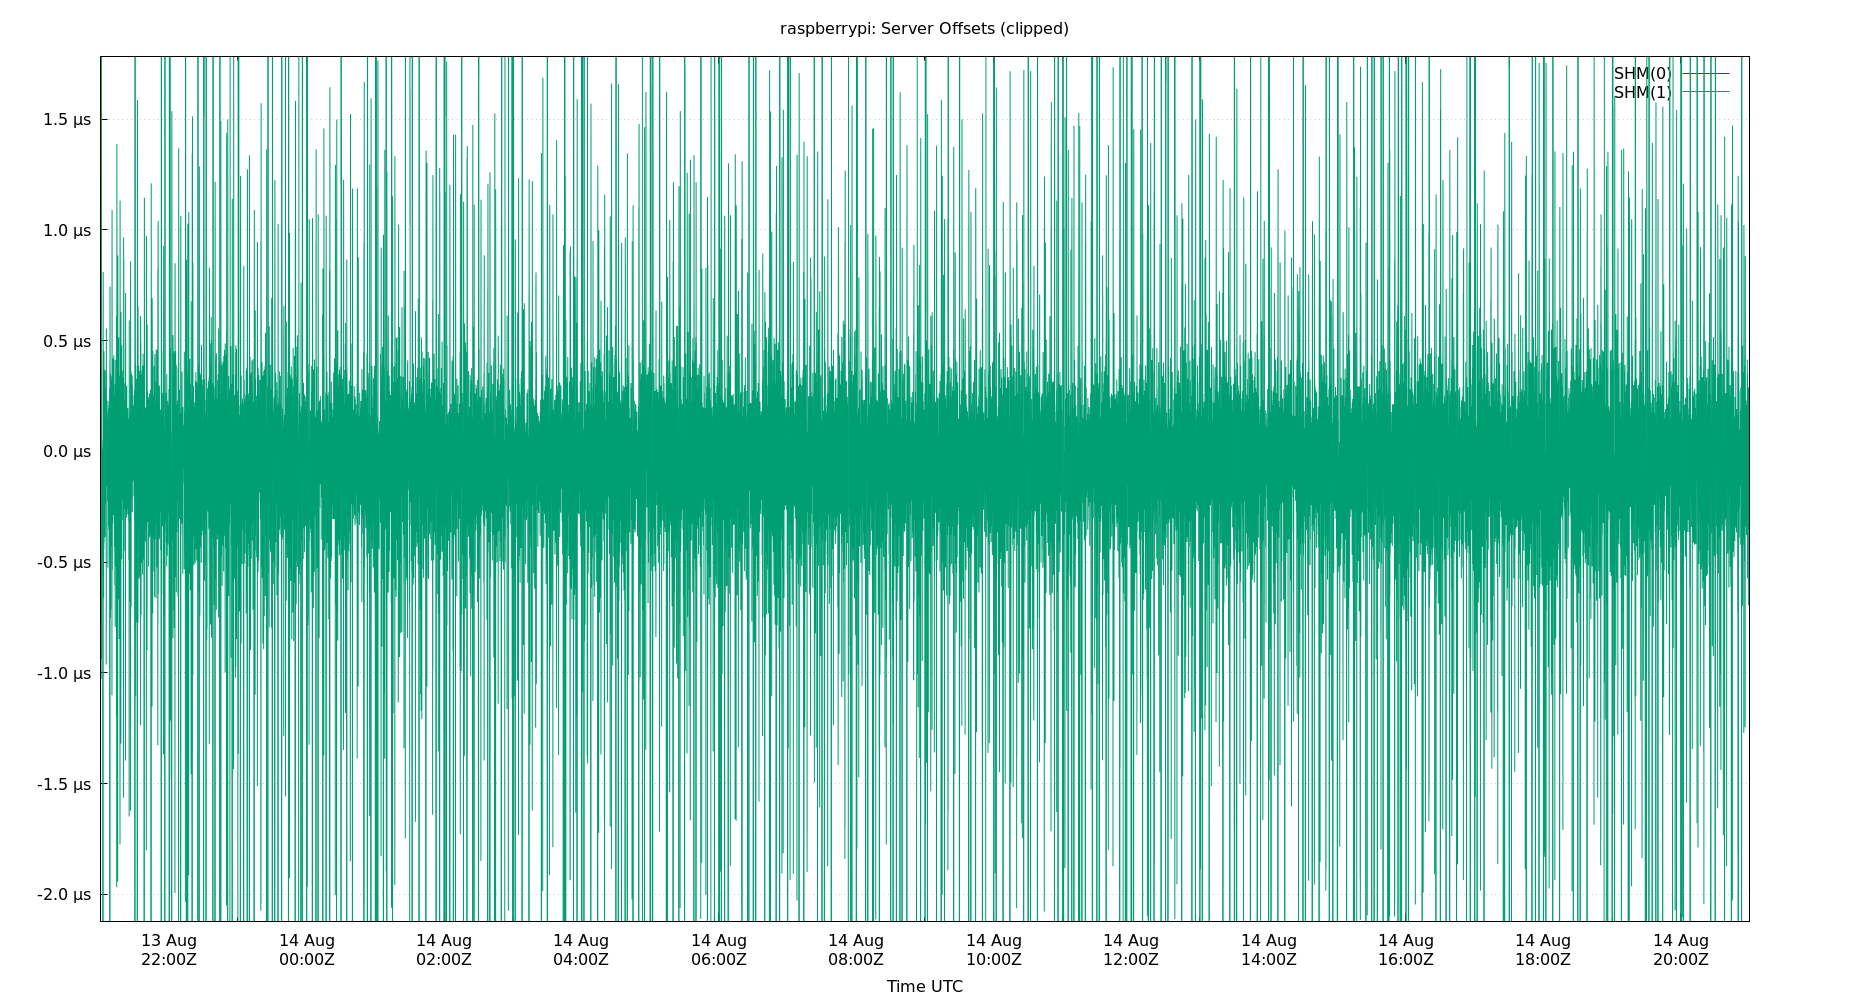 raspberrypi: Server Offsets (clipped)
SHM(0)
SHM(1)
1.5 µs
1.0 µs
0.5 µs
0.0 µs
-0.5 µs
-1.0 µs
-1.5 µs
-2.0 µs
13 Aug 14 Aug 14 Aug 14 Aug 14 Aug 14 Aug 14 Aug 14 Aug 14 Aug 14 Aug 14 Aug 14 Aug
22:00Z 00:00Z 02:00Z 04:00Z 06:00Z 08:00Z 10:00Z 12:00Z 14:00Z 16:00Z 18:00Z 20:00Z
Time UTC